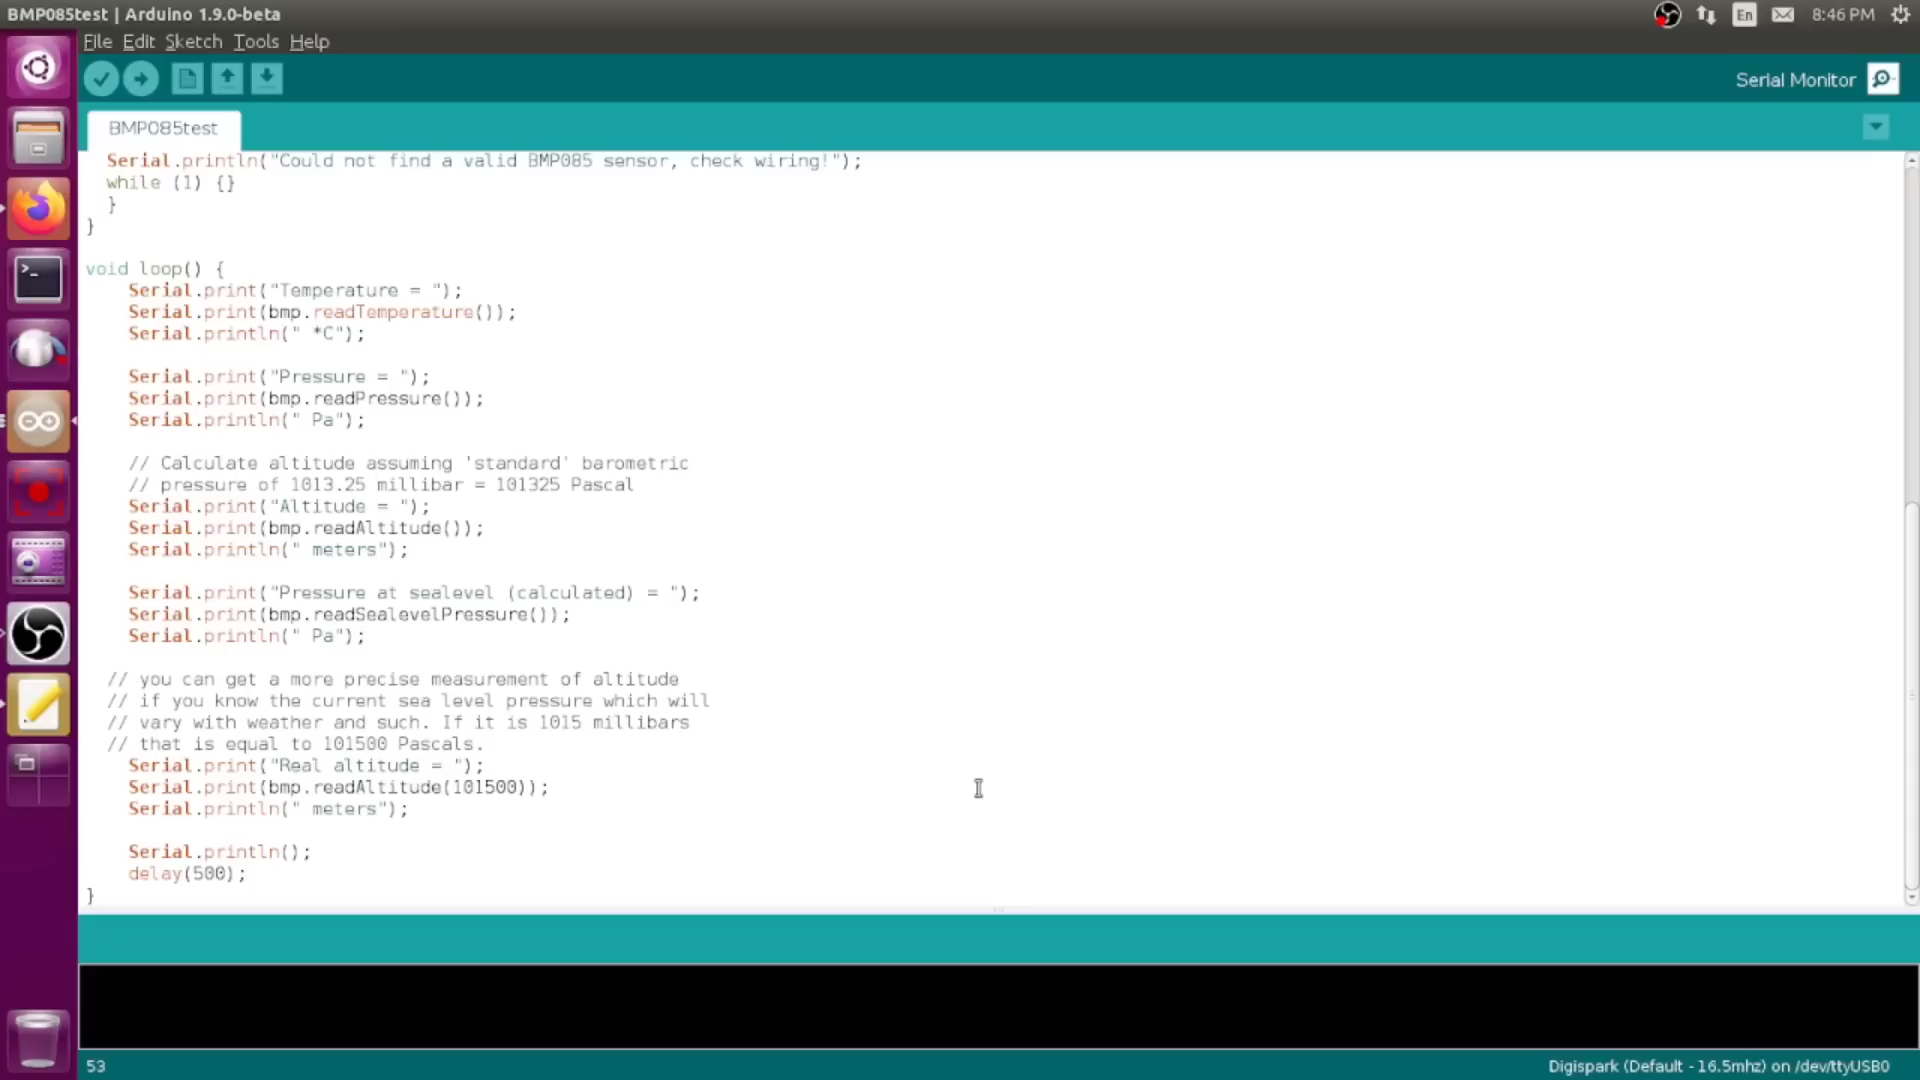 BMP085test | Arduino 1.9.0-beta
En
8:46 PM
File Edit Sketch Tools Help
Serial Monitor
BMP085test
Serial.println("Could not find a valid BMP085 sensor, check wiring!");
while (1) {}
}
}
void loop() {
Serial.print("Temperature = ");
Serial.print(bmp.readTemperature());
Serial.println(" *C");
Serial.print("Pressure = ");
Serial.print(bmp.readPressure());
Serial.println(" Pa");
// Calculate altitude assuming 'standard' barometric
// pressure of 1013.25 millibar = 101325 Pascal
Serial.print("Altitude = ");
Serial.print(bmp.readAltitude());
Serial.println(" meters");
Serial.print("Pressure at sealevel (calculated) = ");
Serial.print(bmp.readSealevelPressure());
Serial.println(" Pa");
// you can get a more precise measurement of altitude
// if you know the current sea level pressure which will
// vary with weather and such. If it is 1015 millibars
// that is equal to 101500 Pascals.
Serial.print("Real altitude = ");
Serial.print(bmp.readAltitude(101500));
Serial.println(" meters");
Serial.println();
delay(500);
}
53
Digispark (Default - 16.5mhz) on /dev/ttyUSB0